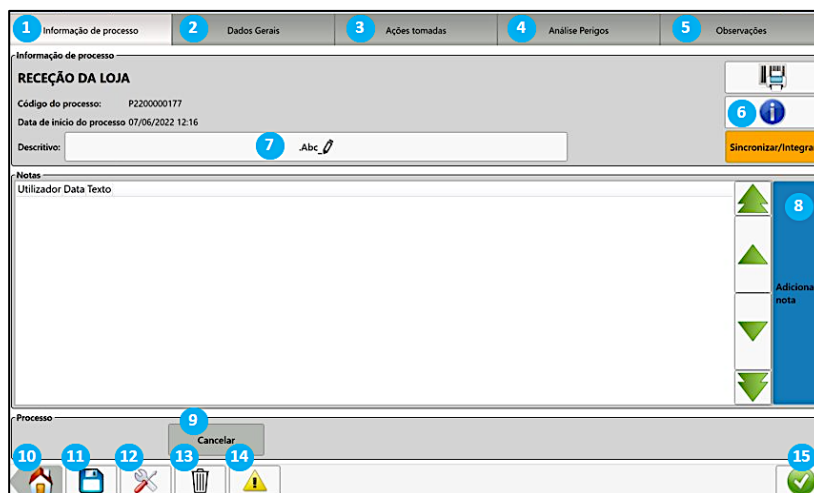 1 Informação de processo 2 Dados Gerais 3 Ações tomadas 4 Análise Perigos 5 Observações
Informação de processo
RECEÇÃO DA LOJA
Código do processo: P2200000177
6
Data de inicio do processo 07/06/2022 12:16
Descritivo: 7 .Abc_ Sincronizar/Integra
Notas
Utilizador Data Texto
8
Adiciona
nota
Processo
9
Cancelar
10 11 12 13 14 15